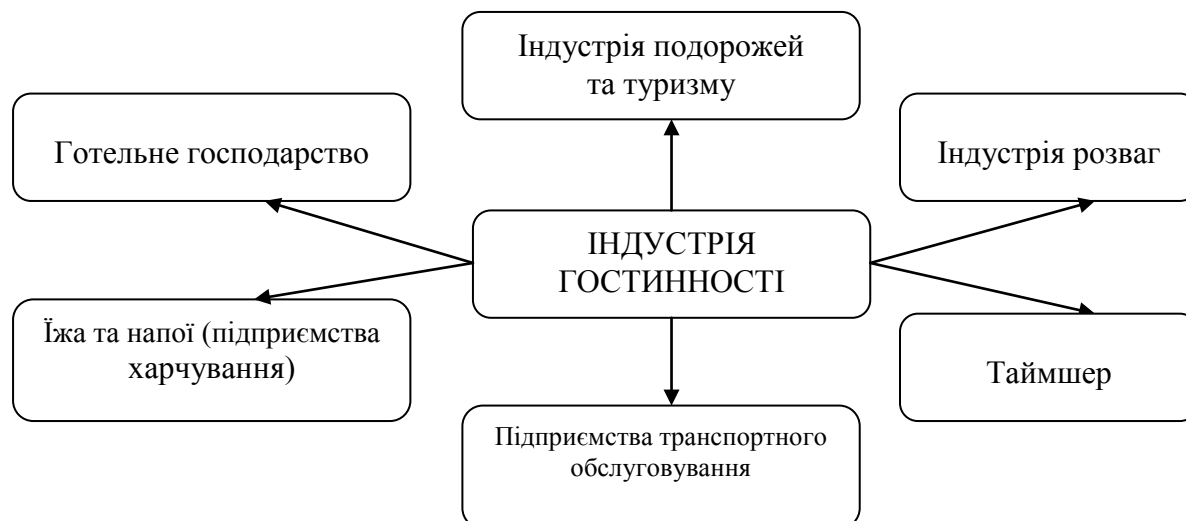 Індустрія подорожей
та туризму
Готельне господарство
Індустрія розваг
ІНДУСТРІЯ
ГОСТИННОСТІ
Їжа та напої (підприємства
харчування)
Таймшер
Підприємства транспортного
обслуговування